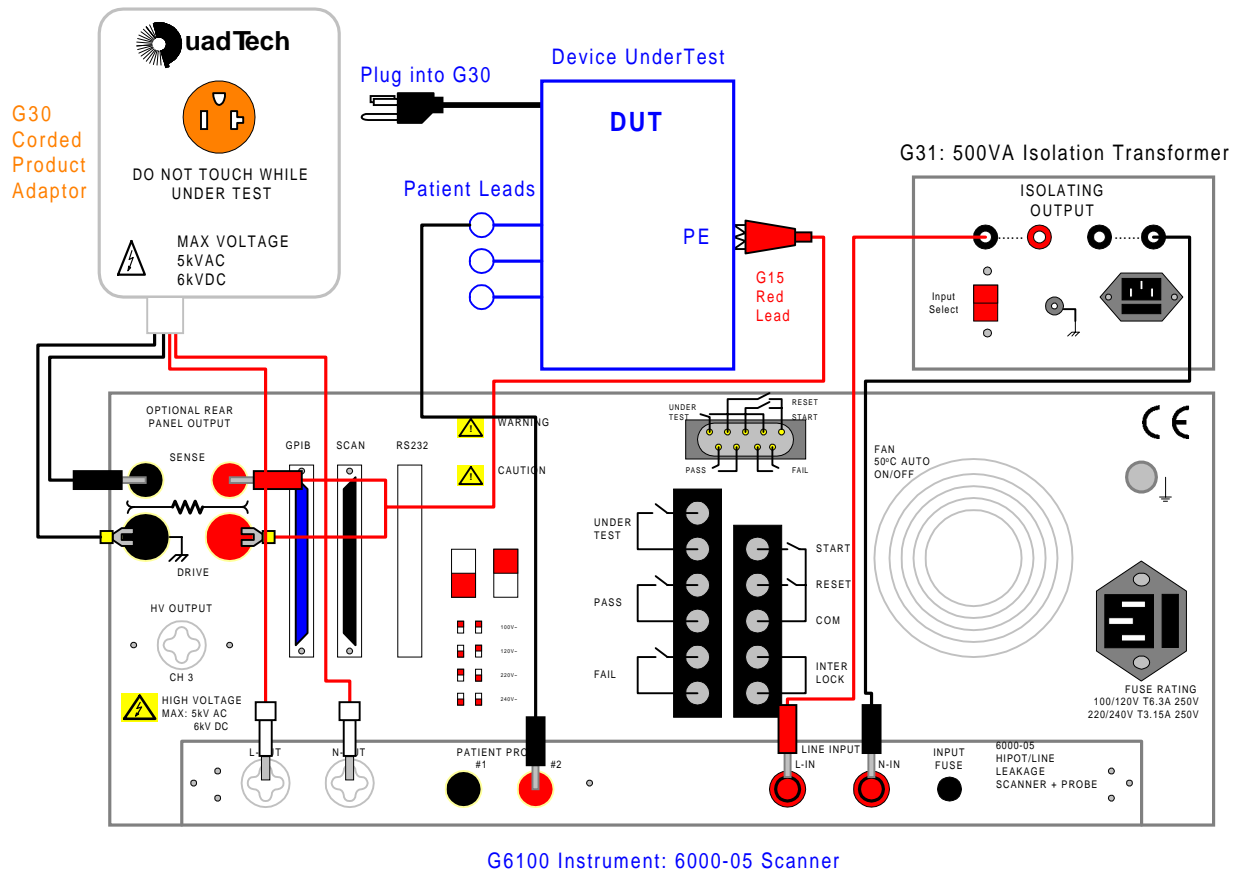 QuadTech
DO NOT TOUCH WHILE
UNDER TEST
MAX VOLTAGE
5kVAC
6kVDC
G30
Corded
Product
Adaptor
Plug into G30
Device UnderTest
DUT
Patient Leads
PE
G15
Red
Lead
G31: 500VA Isolation Transformer
ISOLATING
OUTPUT
Input
Select
OPTIONAL REAR
PANEL OUTPUT
SENSE
DRIVE
GPIB
SCAN
RS232
WARNING
CAUTION
UNDER
TEST
RESET
START
PASS
FAIL
CE
FAN
50°C AUTO
ON/OFF
UNDER
TEST
PASS
FAIL
START
RESET
COM
INTER
LOCK
100V~
120V~
220V~
240V~
HV OUTPUT
CH 3
HIGH VOLTAGE
MAX: 5kV AC
6kV DC
FUSE RATING
100/120V T6.3A 250V
220/240V T3.15A 250V
N-OUT
PATIENT
#1
#2
LINE INPUT
L-IN
N-IN
INPUT
FUSE
6000-05
HIPOT/LINE
LEAKAGE
SCANNER + PROBE
G6100 Instrument: 6000-05 Scanner